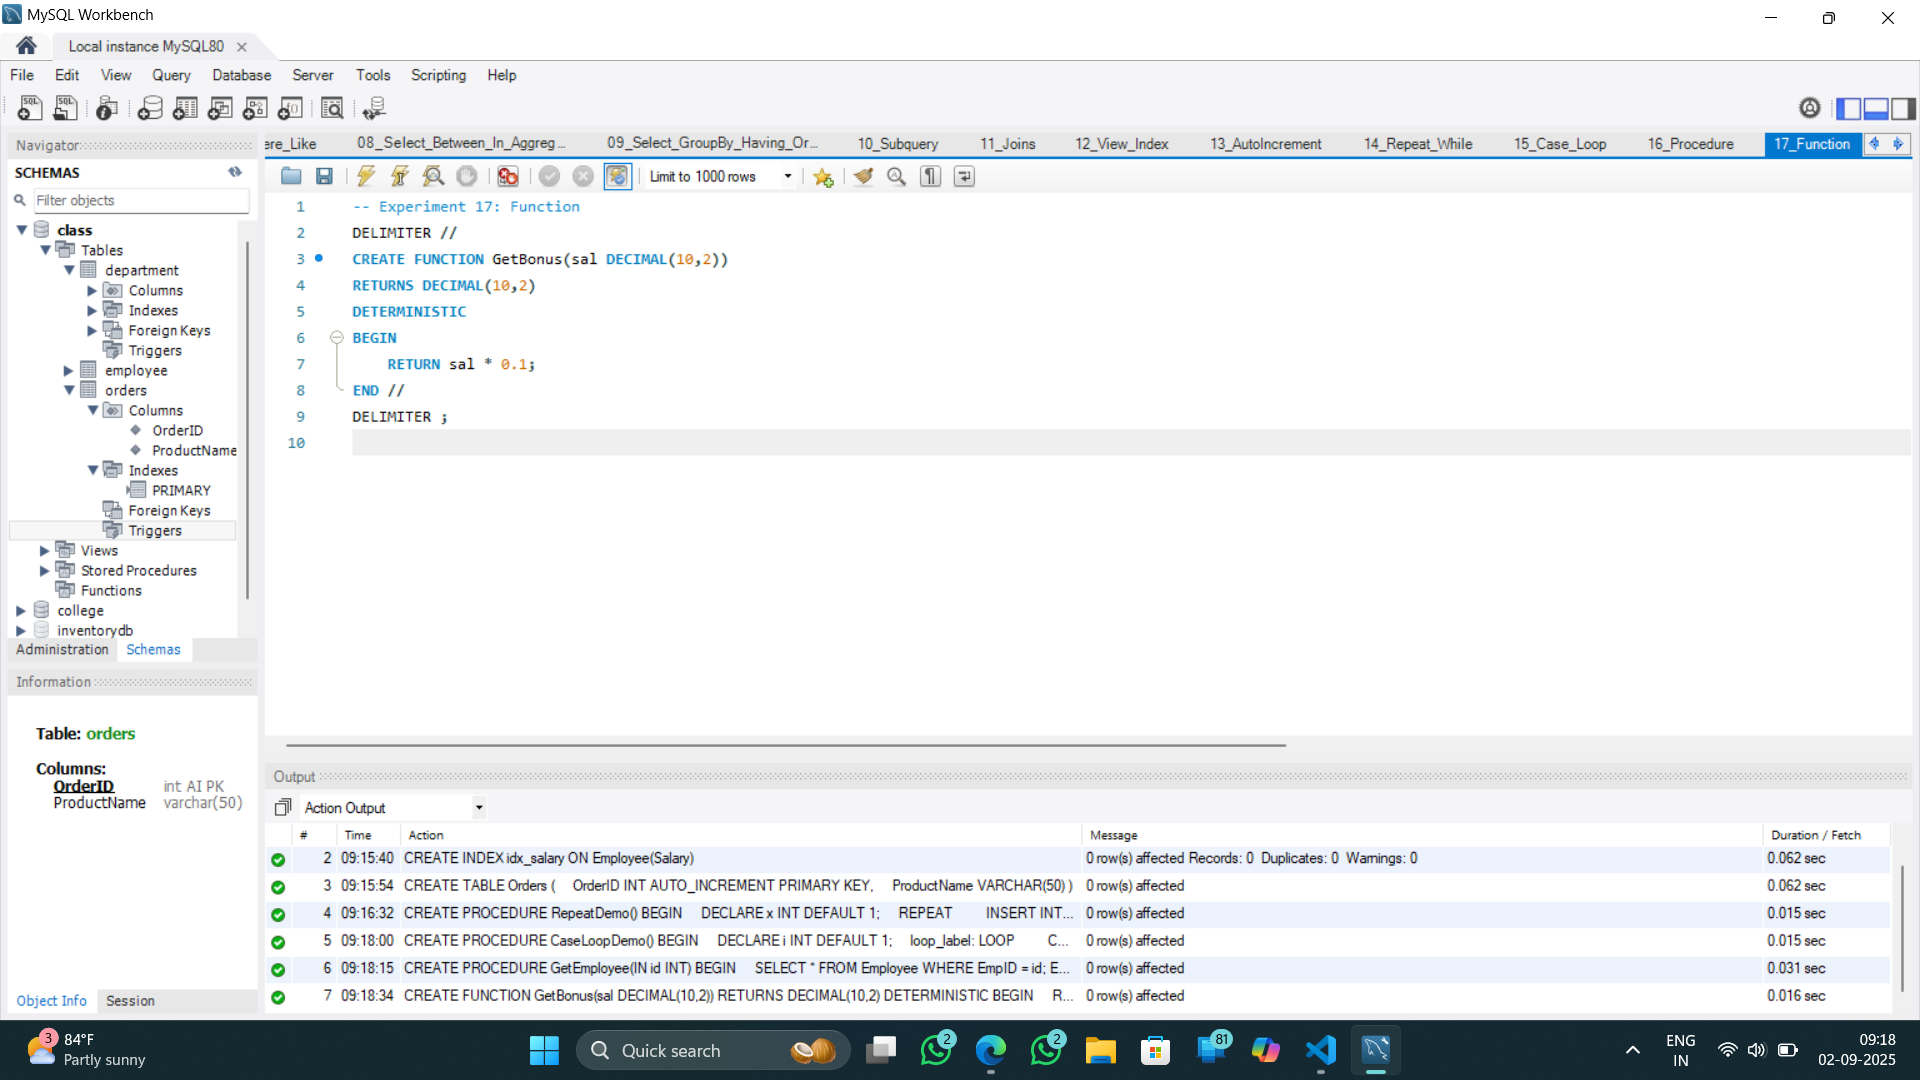 MySQL Workbench
Local instance MySQL80
File Edit View Query Database Server Tools Scripting Help
Navigator
SCHEMAS
Filter objects
class
Tables
department
Columns
Indexes
Foreign Keys
Triggers
employee
orders
Columns
OrderID
ProductName
Indexes
PRIMARY
Foreign Keys
Triggers
Views
Stored Procedures
Functions
college
inventorydb
Administration Schemas
Information
Table: orders
Columns:
OrderID int AI PK
ProductName varchar(50)
Object Info Session
ere_Like 08_Select_Between_In_Aggreg... 09_Select_GroupBy_Having_Or... 10_Subquery 11_Joins 12_View_Index 13_AutoIncrement 14_Repeat_While 15_Case_Loop 16_Procedure 17_Function
Limit to 1000 rows
1 -- Experiment 17: Function
2 DELIMITER //
3 CREATE FUNCTION GetBonus(sal DECIMAL(10,2))
4 RETURNS DECIMAL(10,2)
5 DETERMINISTIC
6 BEGIN
7 RETURN sal * 0.1;
8 END //
9 DELIMITER ;
10
Output
Action Output
# Time Action Message Duration / Fetch
2 09:15:40 CREATE INDEX idx_salary ON Employee(Salary) 0 row(s) affected Records: 0 Duplicates: 0 Warnings: 0 0.062 sec
3 09:15:54 CREATE TABLE Orders ( OrderID INT AUTO_INCREMENT PRIMARY KEY, ProductName VARCHAR(50) ) 0 row(s) affected 0.062 sec
4 09:16:32 CREATE PROCEDURE RepeatDemo() BEGIN DECLARE x INT DEFAULT 1; REPEAT INSERT INT... 0 row(s) affected 0.015 sec
5 09:18:00 CREATE PROCEDURE CaseLoopDemo() BEGIN DECLARE i INT DEFAULT 1; loop_label: LOOP C... 0 row(s) affected 0.015 sec
6 09:18:15 CREATE PROCEDURE GetEmployee(IN id INT) BEGIN SELECT * FROM Employee WHERE EmpID = id; E... 0 row(s) affected 0.031 sec
7 09:18:34 CREATE FUNCTION GetBonus(sal DECIMAL(10,2)) RETURNS DECIMAL(10,2) DETERMINISTIC BEGIN R... 0 row(s) affected 0.016 sec
3 84°F
Partly sunny
Quick search
2
2
81
ENG
IN
09:18
02-09-2025